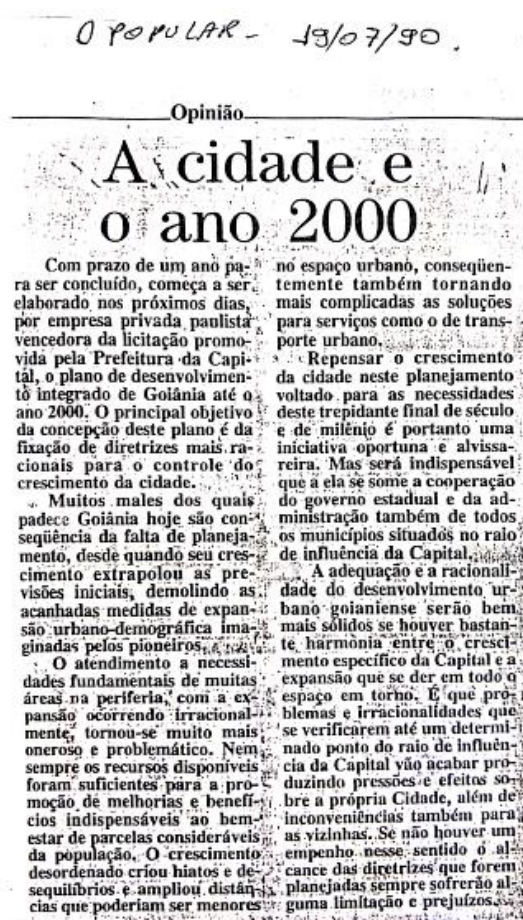 O POPULAR - 19/07/90.
Opinião
A cidade e
o ano 2000
Com prazo de um ano pa-
ra ser concluído, começa a ser
elaborado nos próximos dias,
por empresa privada paulista
vencedora da licitação promo-
vida pela Prefeitura da Capi-
tal, o plano de desenvolvimen-
to integrado de Goiânia até o
ano 2000. O principal objetivo
da concepção deste plano é da
fixação de diretrizes mais ra-
cionais para o controle do
crescimento da cidade.
Muitos males dos quais
padece Goiânia hoje são con-
seqüência da falta de planeja-
mento, desde quando seu cres-
cimento extrapolou as pre-
visões iniciais, demolindo as
acanhadas medidas de expan-
são urbano-demográfica ima-
ginadas pelos pioneiros.
O atendimento a necessi-
dades fundamentais de muitas
áreas na periferia, com a ex-
pansão ocorrendo irracional-
mente, tornou-se muito mais
oneroso e problemático. Nem
sempre os recursos disponíveis
foram suficientes para a pro-
moção de melhorias e benefí-
cios indispensáveis ao bem-
estar de parcelas consideráveis
da população. O crescimento
desordenado criou hiatos e de-
sequilíbrios e ampliou distân-
cias que poderiam ser menores
no espaço urbano, conseqüen-
temente também tornando
mais complicadas as soluções
para serviços como o de trans-
porte urbano.
Repensar o crescimento
da cidade neste planejamento
voltado para as necessidades
deste trepidante final de século
e de milênio é portanto uma
iniciativa oportuna e alvissa-
reira. Mas será indispensável
que a ela se some a cooperação
do governo estadual e da ad-
ministração também de todos
os municípios situados no raio
de influência da Capital.
A adequação e a racionali-
dade do desenvolvimento ur-
bano goianiense serão bem
mais sólidos se houver bastan-
te harmonia entre o cresci-
mento específico da Capital e a
expansão que se der em todo o
espaço em torno. É que pro-
blemas e irracionalidades que
se verificarem até um determi-
nado ponto do raio de influên-
cia da Capital vão acabar pro-
duzindo pressões e efeitos so-
bre a própria Cidade, além de
inconveniências também para
as vizinhas. Se não houver um
empenho nesse sentido o al-
cance das diretrizes que forem
planejadas sempre sofrerão al-
guma limitação e prejuízos.